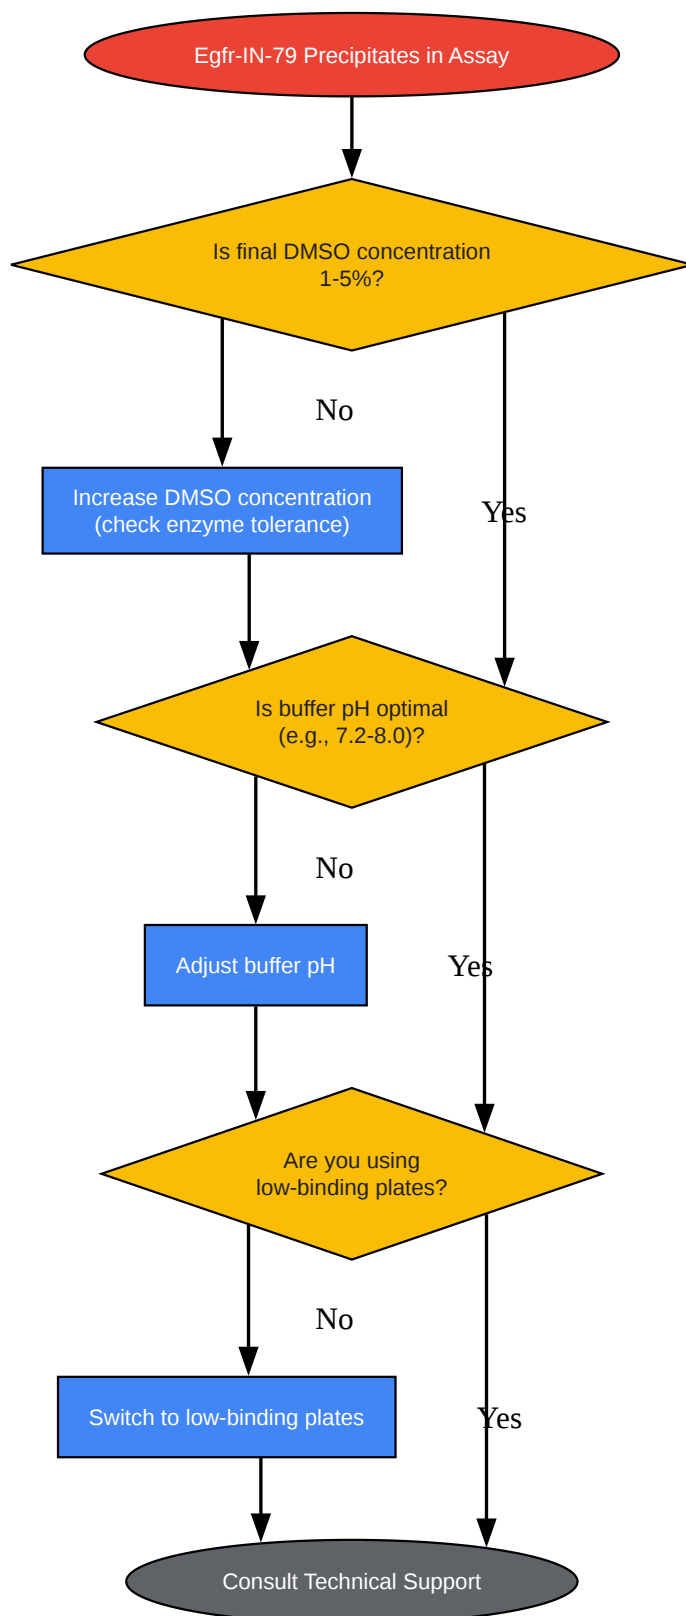 Egfr-IN-79 Precipitates in Assay
Is final DMSO concentration
1-5%?
No
Increase DMSO concentration
(check enzyme tolerance)
Yes
Is buffer pH optimal
(e.g., 7.2-8.0)?
No
Adjust buffer pH
Yes
Are you using
low-binding plates?
No
Switch to low-binding plates
Yes
Consult Technical Support